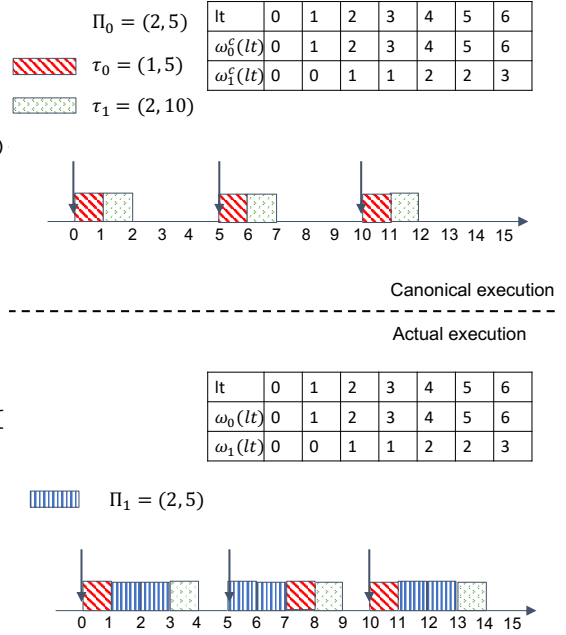 Π₀ = (2, 5)
lt 0 1 2 3 4 5 6
ω₀ᶜ(lt) 0 1 2 3 4 5 6
ω₁ᶜ(lt) 0 0 1 1 2 2 3
τ₀ = (1, 5)
τ₁ = (2, 10)
)
0 1 2 3 4 5 6 7 8 9 10 11 12 13 14 15
Canonical execution
Actual execution
lt 0 1 2 3 4 5 6
ω₀(lt) 0 1 2 3 4 5 6
ω₁(lt) 0 0 1 1 2 2 3
Π₁ = (2, 5)
0 1 2 3 4 5 6 7 8 9 10 11 12 13 14 15